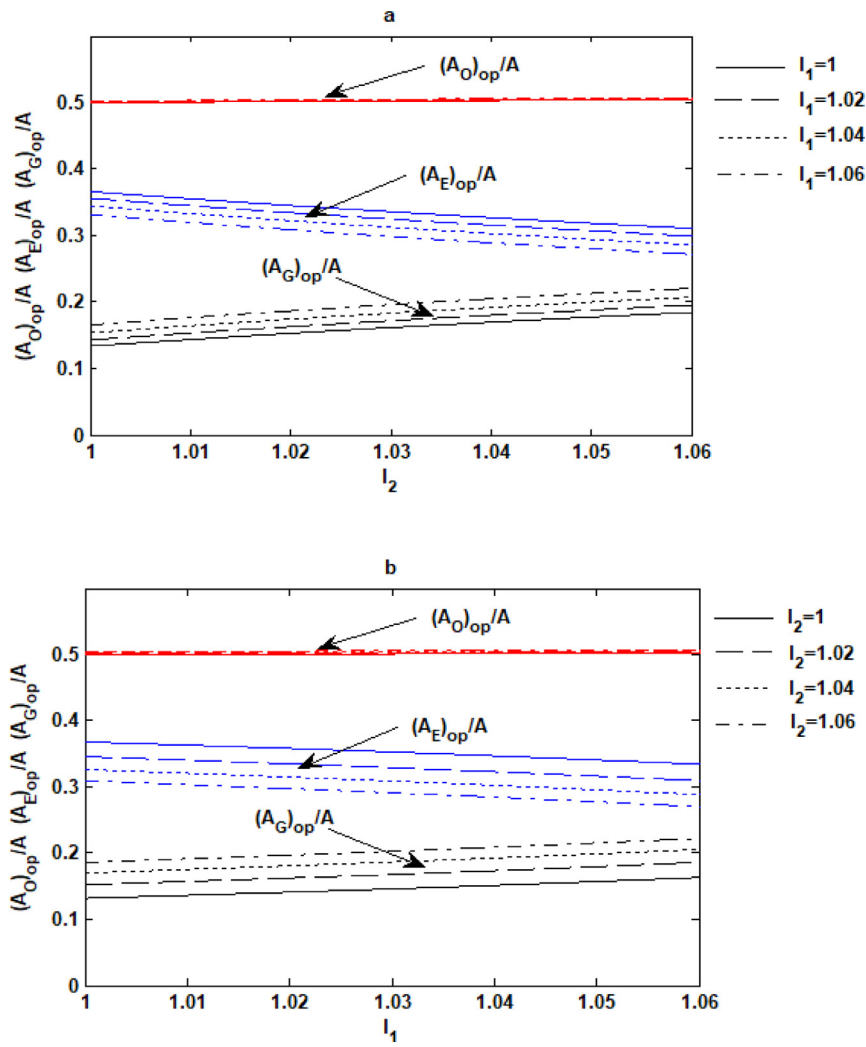 a
(A_O)_op/A (A_E)_op/A (A_G)_op/A
0.5
0.4
0.3
0.2
0.1
0
(A_O)_op/A
(A_E)_op/A
(A_G)_op/A
1 1.01 1.02 1.03 1.04 1.05 1.06
I_2
I_1=1
I_1=1.02
I_1=1.04
I_1=1.06
b
(A_O)_op/A (A_E)_op/A (A_G)_op/A
0.5
0.4
0.3
0.2
0.1
0
(A_O)_op/A
(A_E)_op/A
(A_G)_op/A
1 1.01 1.02 1.03 1.04 1.05 1.06
I_1
I_2=1
I_2=1.02
I_2=1.04
I_2=1.06